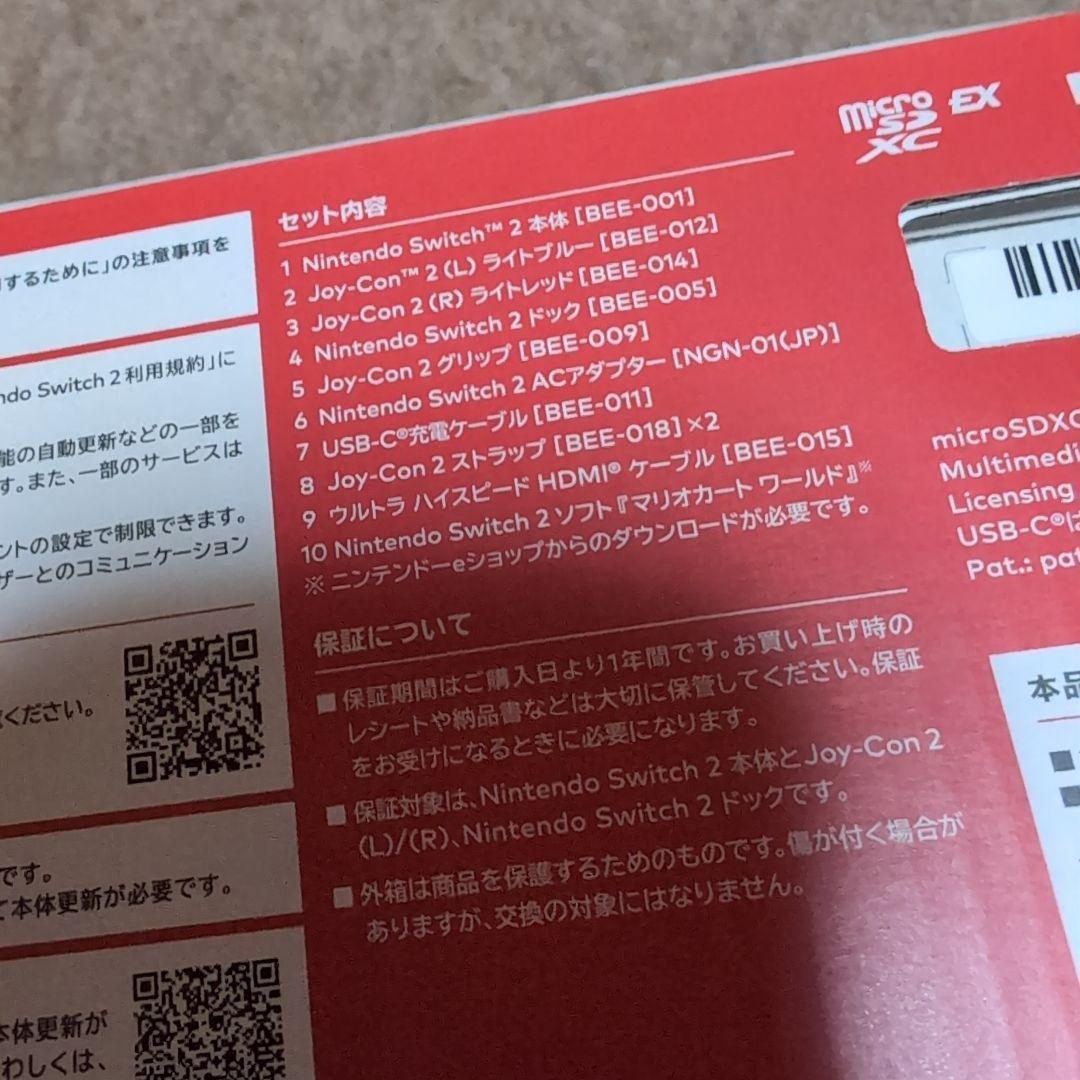 micro
SD
XC
EX
するために」の注意事項を
ndo Switch 2利用規約」に
能の自動更新などの一部を
す。また、一部のサービスは
ントの設定で制限できます。
ザーとのコミュニケーション
ください。
です。
本体更新が必要です。
本体更新が
わしくは、
セット内容
1 Nintendo Switch™ 2 本体 [BEE-001]
2 Joy-Con™ 2 (L) ライトブルー [BEE-012]
3 Joy-Con 2 (R) ライトレッド [BEE-014]
4 Nintendo Switch 2 ドック [BEE-005]
5 Joy-Con 2 グリップ [BEE-009]
6 Nintendo Switch 2 ACアダプター [NGN-01(JP)]
7 USB-C®充電ケーブル [BEE-011]
8 Joy-Con 2 ストラップ [BEE-018]×2
9 ウルトラ ハイスピード HDMI® ケーブル [BEE-015]
10 Nintendo Switch 2 ソフト『マリオカート ワールド』※
※ ニンテンドーeショップからのダウンロードが必要です。
保証について
■ 保証期間はご購入日より1年間です。お買い上げ時の
レシートや納品書などは大切に保管してください。保証
をお受けになるときに必要になります。
■ 保証対象は、Nintendo Switch 2 本体とJoy-Con 2
(L)/(R)、Nintendo Switch 2 ドックです。
■ 外箱は商品を保護するためのものです。傷が付く場合が
ありますが、交換の対象にはなりません。
microSDXC
Multimedi
Licensing
USB-C®は
Pat.: pat
本品